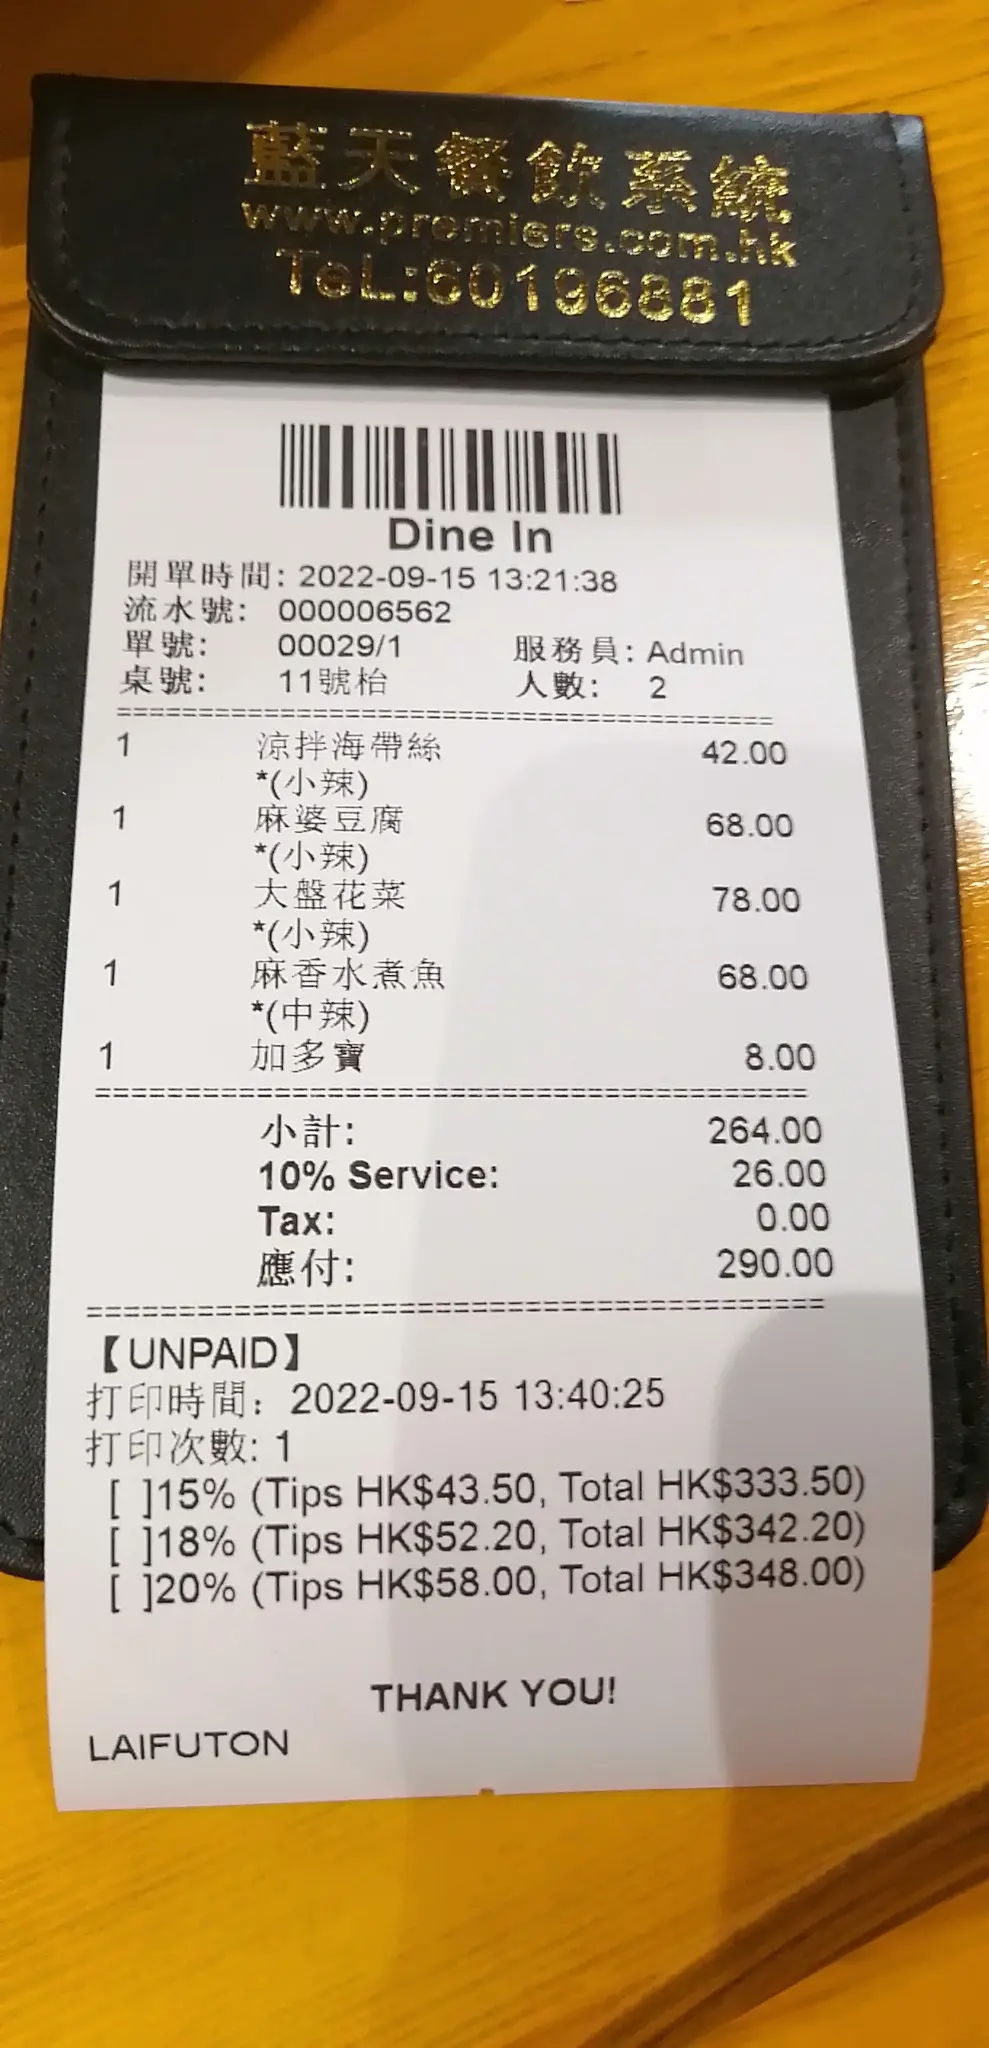 藍天餐飲系統
www.premiers.com.hk
TeL:60196881
Dine In
開單時間: 2022-09-15 13:21:38
流水號: 000006562
單號: 00029/1 服務員: Admin
桌號: 11號枱 人數: 2
1 涼拌海帶絲 42.00
*(小辣)
1 麻婆豆腐 68.00
*(小辣)
1 大盤花菜 78.00
*(小辣)
1 麻香水煮魚 68.00
*(中辣)
1 加多寶 8.00
小計: 264.00
10% Service: 26.00
Tax: 0.00
應付: 290.00
【UNPAID】
打印時間: 2022-09-15 13:40:25
打印次數: 1
[ ]15% (Tips HK$43.50, Total HK$333.50)
[ ]18% (Tips HK$52.20, Total HK$342.20)
[ ]20% (Tips HK$58.00, Total HK$348.00)
THANK YOU!
LAIFUTON